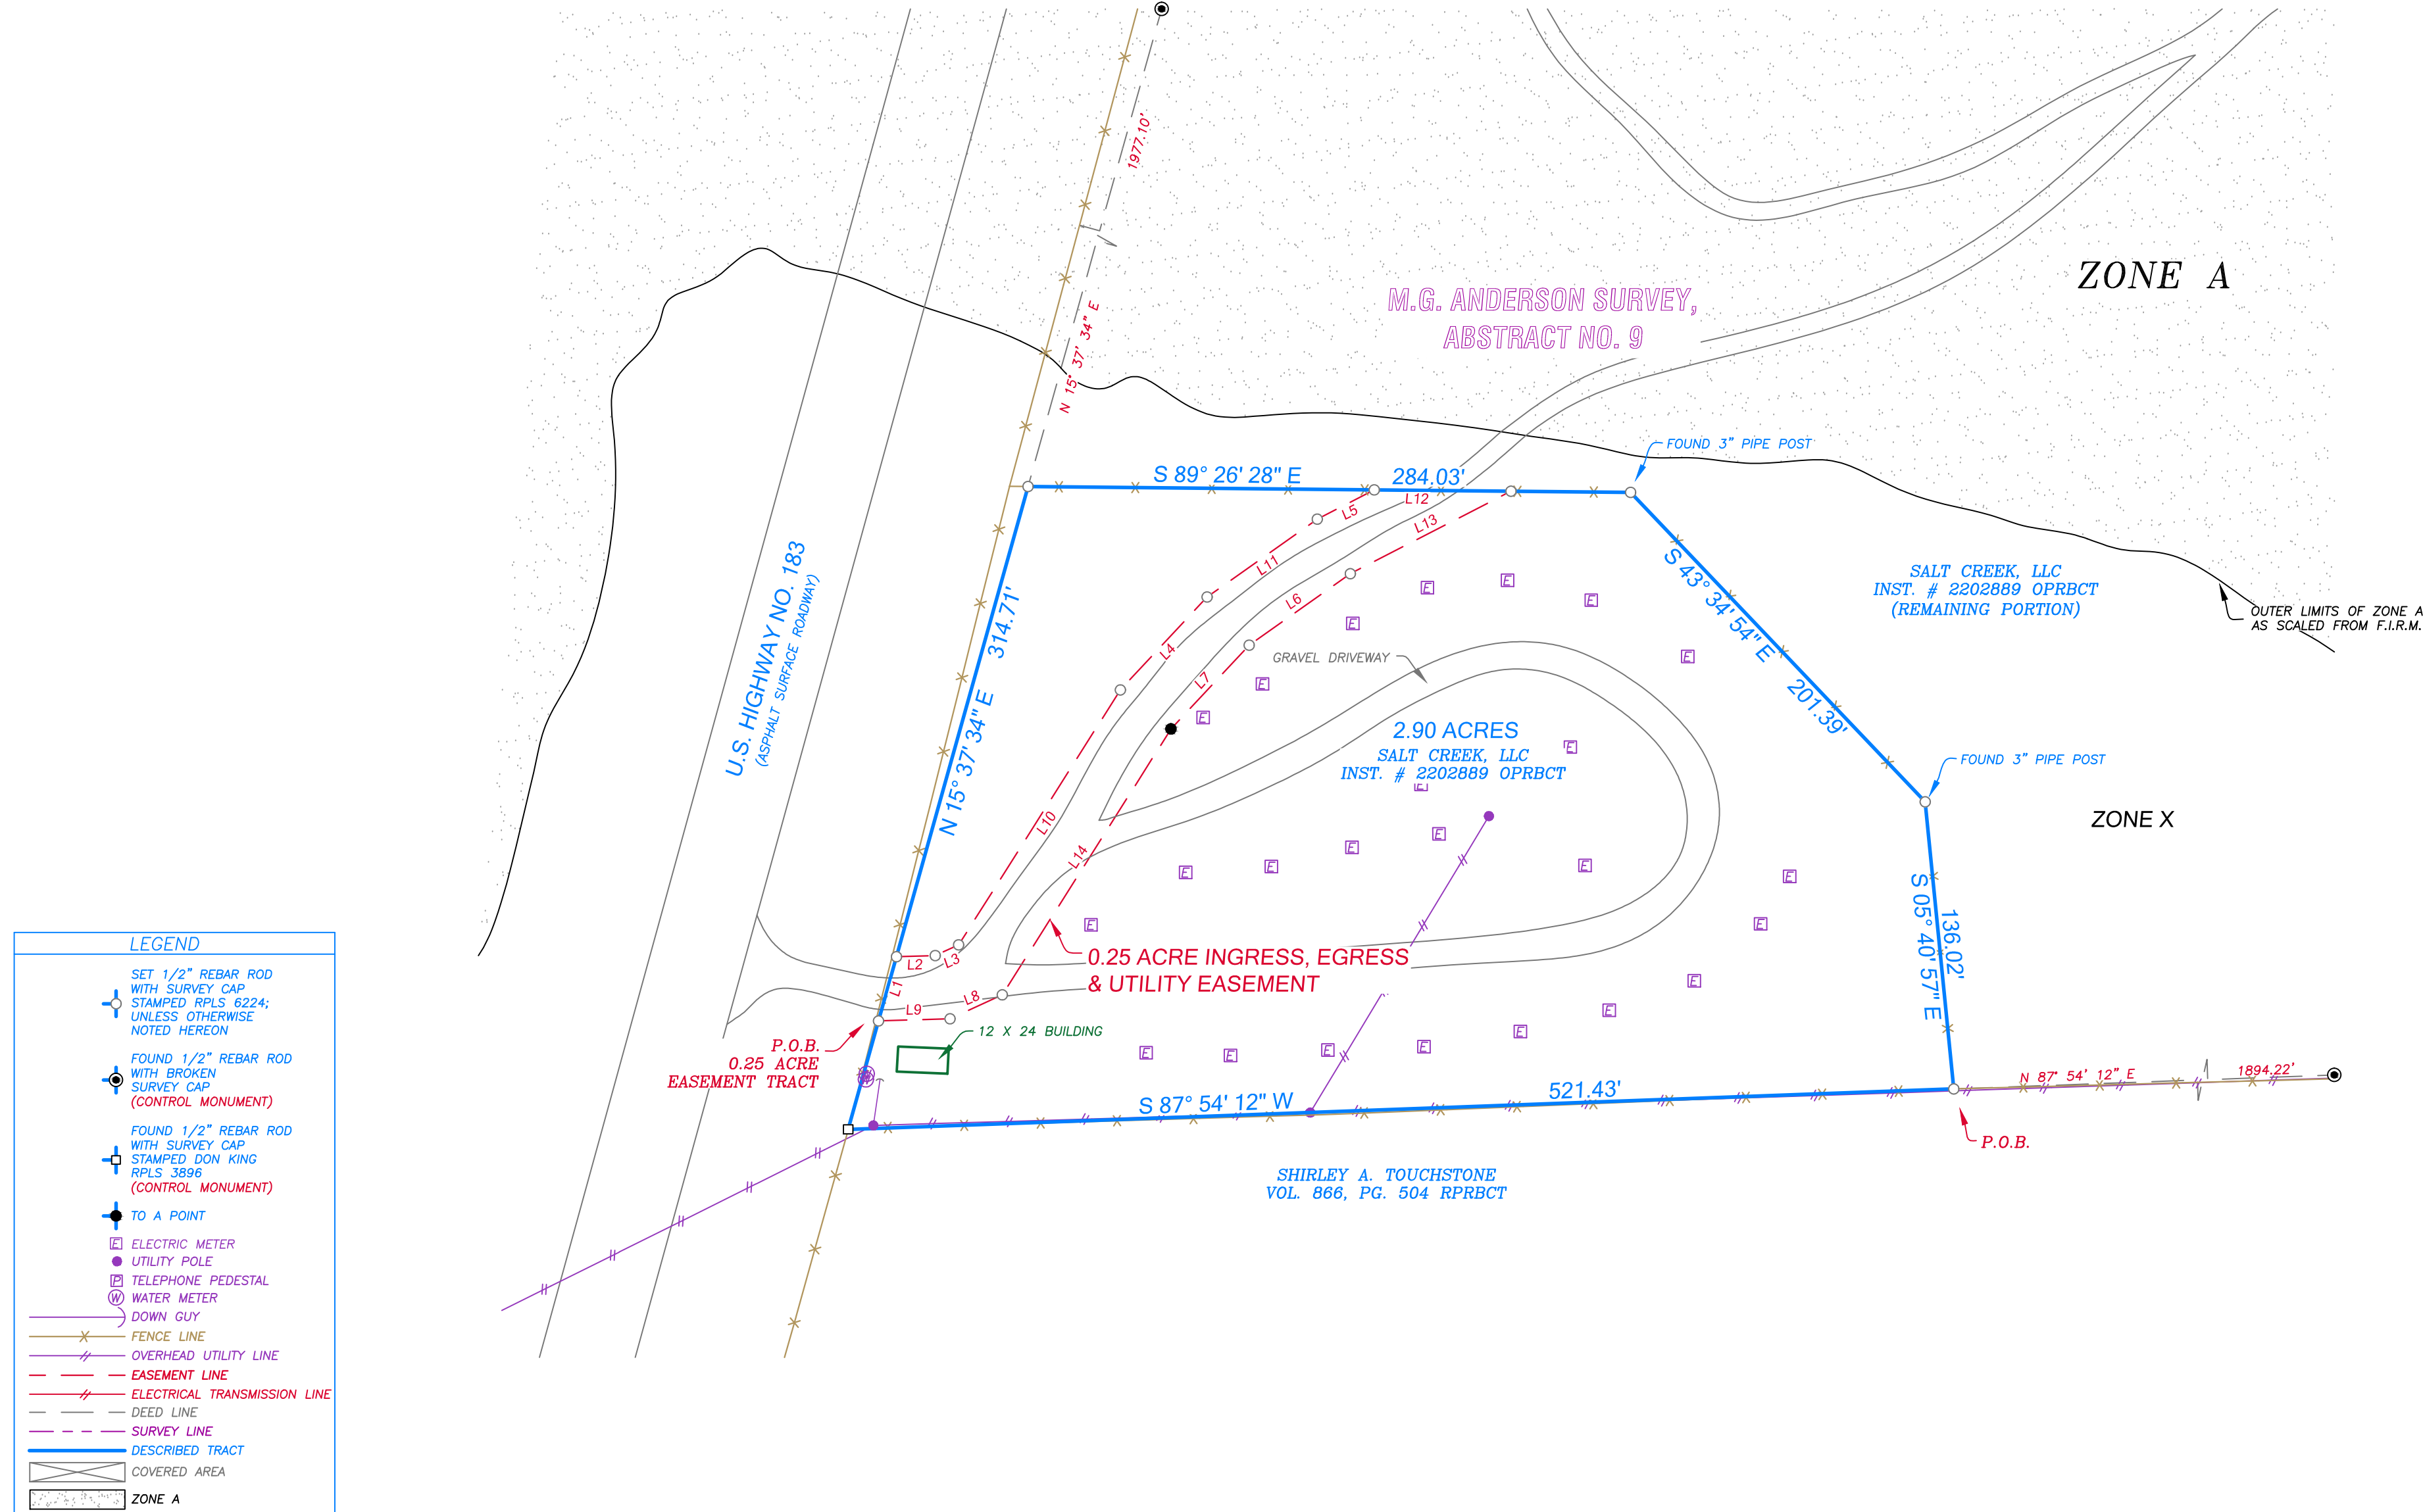 1977.10'
ZONE A
M.G. ANDERSON SURVEY,
ABSTRACT NO. 9
N 15° 37' 34" E
FOUND 3" PIPE POST
S 89° 26' 28" E
284.03'
L12
L5
L13
L11
L6
L4
L7
U.S. HIGHWAY NO. 183
(ASPHALT SURFACE ROADWAY)
314.71'
N 15° 37' 34" E
S 43° 34' 54" E
201.39'
SALT CREEK, LLC
INST. # 2202889 OPRBCT
(REMAINING PORTION)
OUTER LIMITS OF ZONE A
AS SCALED FROM F.I.R.M.
GRAVEL DRIVEWAY
E
E
E
E
E
E
E
2.90 ACRES
SALT CREEK, LLC
INST. # 2202889 OPRBCT
E
E
FOUND 3" PIPE POST
ZONE X
L10
L14
E
E
E
E
E
E
E
E
S 05° 40' 57" E
136.02'
L2
L3
L1
L8
L9
0.25 ACRE INGRESS, EGRESS
& UTILITY EASEMENT
E
E
E
E
E
E
E
12 X 24 BUILDING
P.O.B.
0.25 ACRE
EASEMENT TRACT
W
W
S 87° 54' 12" W
521.43'
N 87° 54' 12" E
1894.22'
P.O.B.
SHIRLEY A. TOUCHSTONE
VOL. 866, PG. 504 RPRBCT
LEGEND
SET 1/2" REBAR ROD
WITH SURVEY CAP
STAMPED RPLS 6224;
UNLESS OTHERWISE
NOTED HEREON
FOUND 1/2" REBAR ROD
WITH BROKEN
SURVEY CAP
(CONTROL MONUMENT)
FOUND 1/2" REBAR ROD
WITH SURVEY CAP
STAMPED DON KING
RPLS 3896
(CONTROL MONUMENT)
TO A POINT
E ELECTRIC METER
UTILITY POLE
P TELEPHONE PEDESTAL
W WATER METER
DOWN GUY
FENCE LINE
OVERHEAD UTILITY LINE
EASEMENT LINE
ELECTRICAL TRANSMISSION LINE
DEED LINE
SURVEY LINE
DESCRIBED TRACT
COVERED AREA
ZONE A